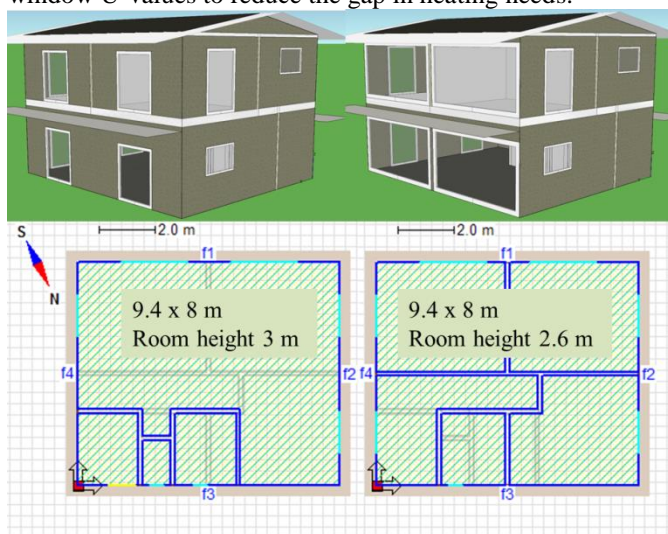 window U-values to reduce the gap in heating needs.
2.0 m
2.0 m
S
N
f1
f1
9.4 x 8 m
Room height 3 m
9.4 x 8 m
Room height 2.6 m
f4
f2
f4
f2
f3
f3